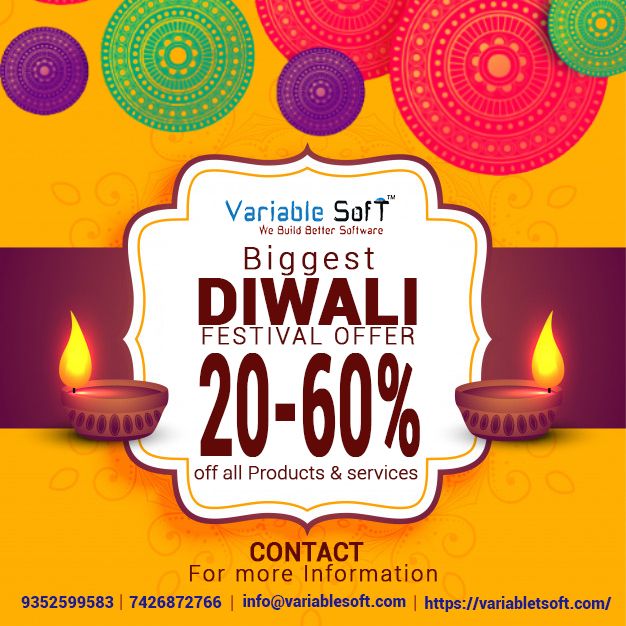 Variable Soft™
We Build Better Software
Biggest
DIWALI
FESTIVAL OFFER
20-60%
off all Products & services
CONTACT
For more Information
9352599583 | 7426872766 | info@variablesoft.com | https://variabletsoft.com/